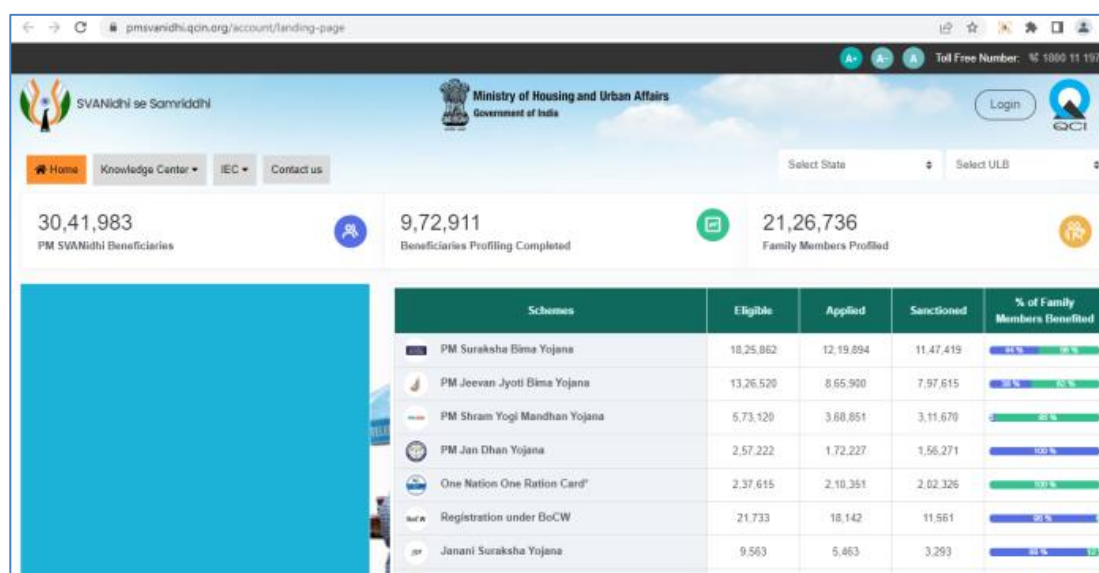 pmsvanidhi.qcin.org/account/landing-page
A+ A- A Toll Free Number: 1800 11 197
SVANidhi se Samriddhi
Ministry of Housing and Urban Affairs
Government of India
Login
QCI
Home Knowledge Center IEC Contact us Select State Select ULB
30,41,983 9,72,911 21,26,736
PM SVANidhi Beneficiaries Beneficiaries Profiling Completed Family Members Profiled
Schemes Eligible Applied Sanctioned % of Family
Members Benefited
PM Suraksha Bima Yojana 18,25,862 12,19,894 11,47,419
PM Jeevan Jyoti Bima Yojana 13,26,520 8,65,900 7,97,615
PM Shram Yogi Mandhan Yojana 5,73,120 3,68,851 3,11,670
PM Jan Dhan Yojana 2,57,222 1,72,227 1,56,271 100 %
One Nation One Ration Card* 2,37,615 2,10,351 2,02,326 100 %
BoCW Registration under BoCW 21,733 18,142 11,561
JSY Janani Suraksha Yojana 9,563 5,463 3,293